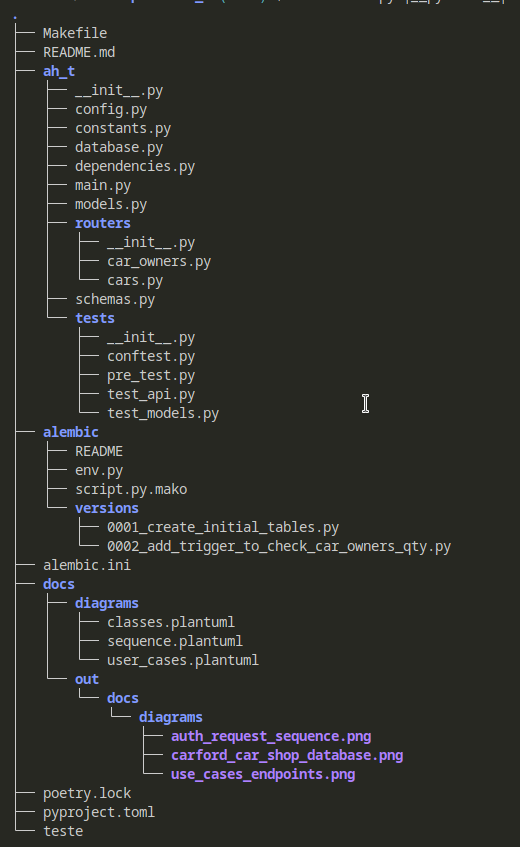 .
├── Makefile
├── README.md
├── ah_t
│   ├── __init__.py
│   ├── config.py
│   ├── constants.py
│   ├── database.py
│   ├── dependencies.py
│   ├── main.py
│   ├── models.py
│   ├── routers
│   │   ├── __init__.py
│   │   ├── car_owners.py
│   │   └── cars.py
│   ├── schemas.py
│   └── tests
│       ├── __init__.py
│       ├── conftest.py
│       ├── pre_test.py
│       ├── test_api.py
│       └── test_models.py
├── alembic
│   ├── README
│   ├── env.py
│   ├── script.py.mako
│   └── versions
│       ├── 0001_create_initial_tables.py
│       └── 0002_add_trigger_to_check_car_owners_qty.py
├── alembic.ini
├── docs
│   ├── diagrams
│   │   ├── classes.plantuml
│   │   ├── sequence.plantuml
│   │   └── user_cases.plantuml
│   └── out
│       └── docs
│           └── diagrams
│               ├── auth_request_sequence.png
│               ├── carford_car_shop_database.png
│               └── use_cases_endpoints.png
├── poetry.lock
├── pyproject.toml
└── teste